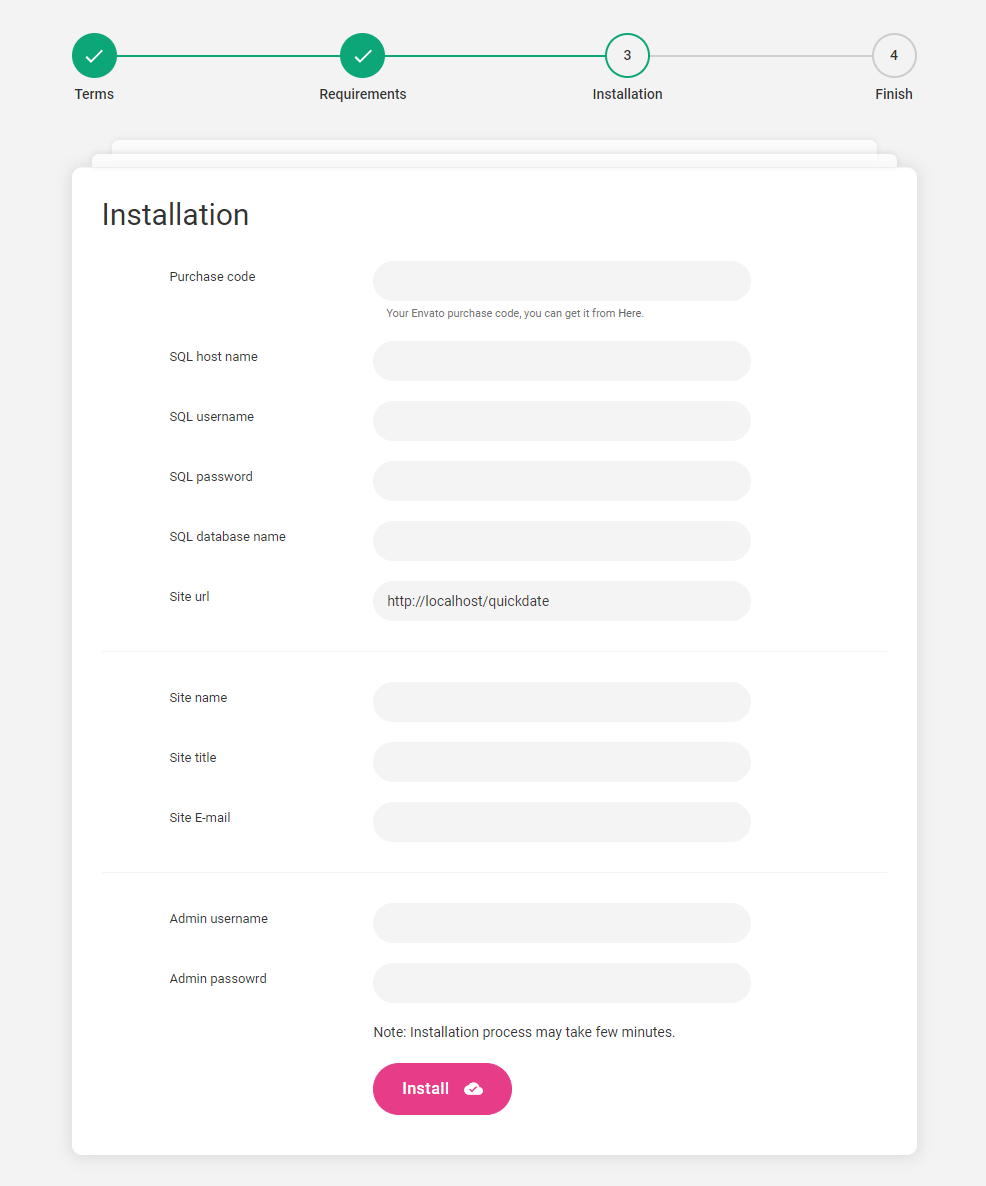 3
4
Terms
Requirements
Installation
Finish
Installation
Purchase code
Your Envato purchase code, you can get it from Here.
SQL host name
SQL username
SQL password
SQL database name
Site url
http://localhost/quickdate
Site name
Site title
Site E-mail
Admin username
Admin passowrd
Note: Installation process may take few minutes.
Install